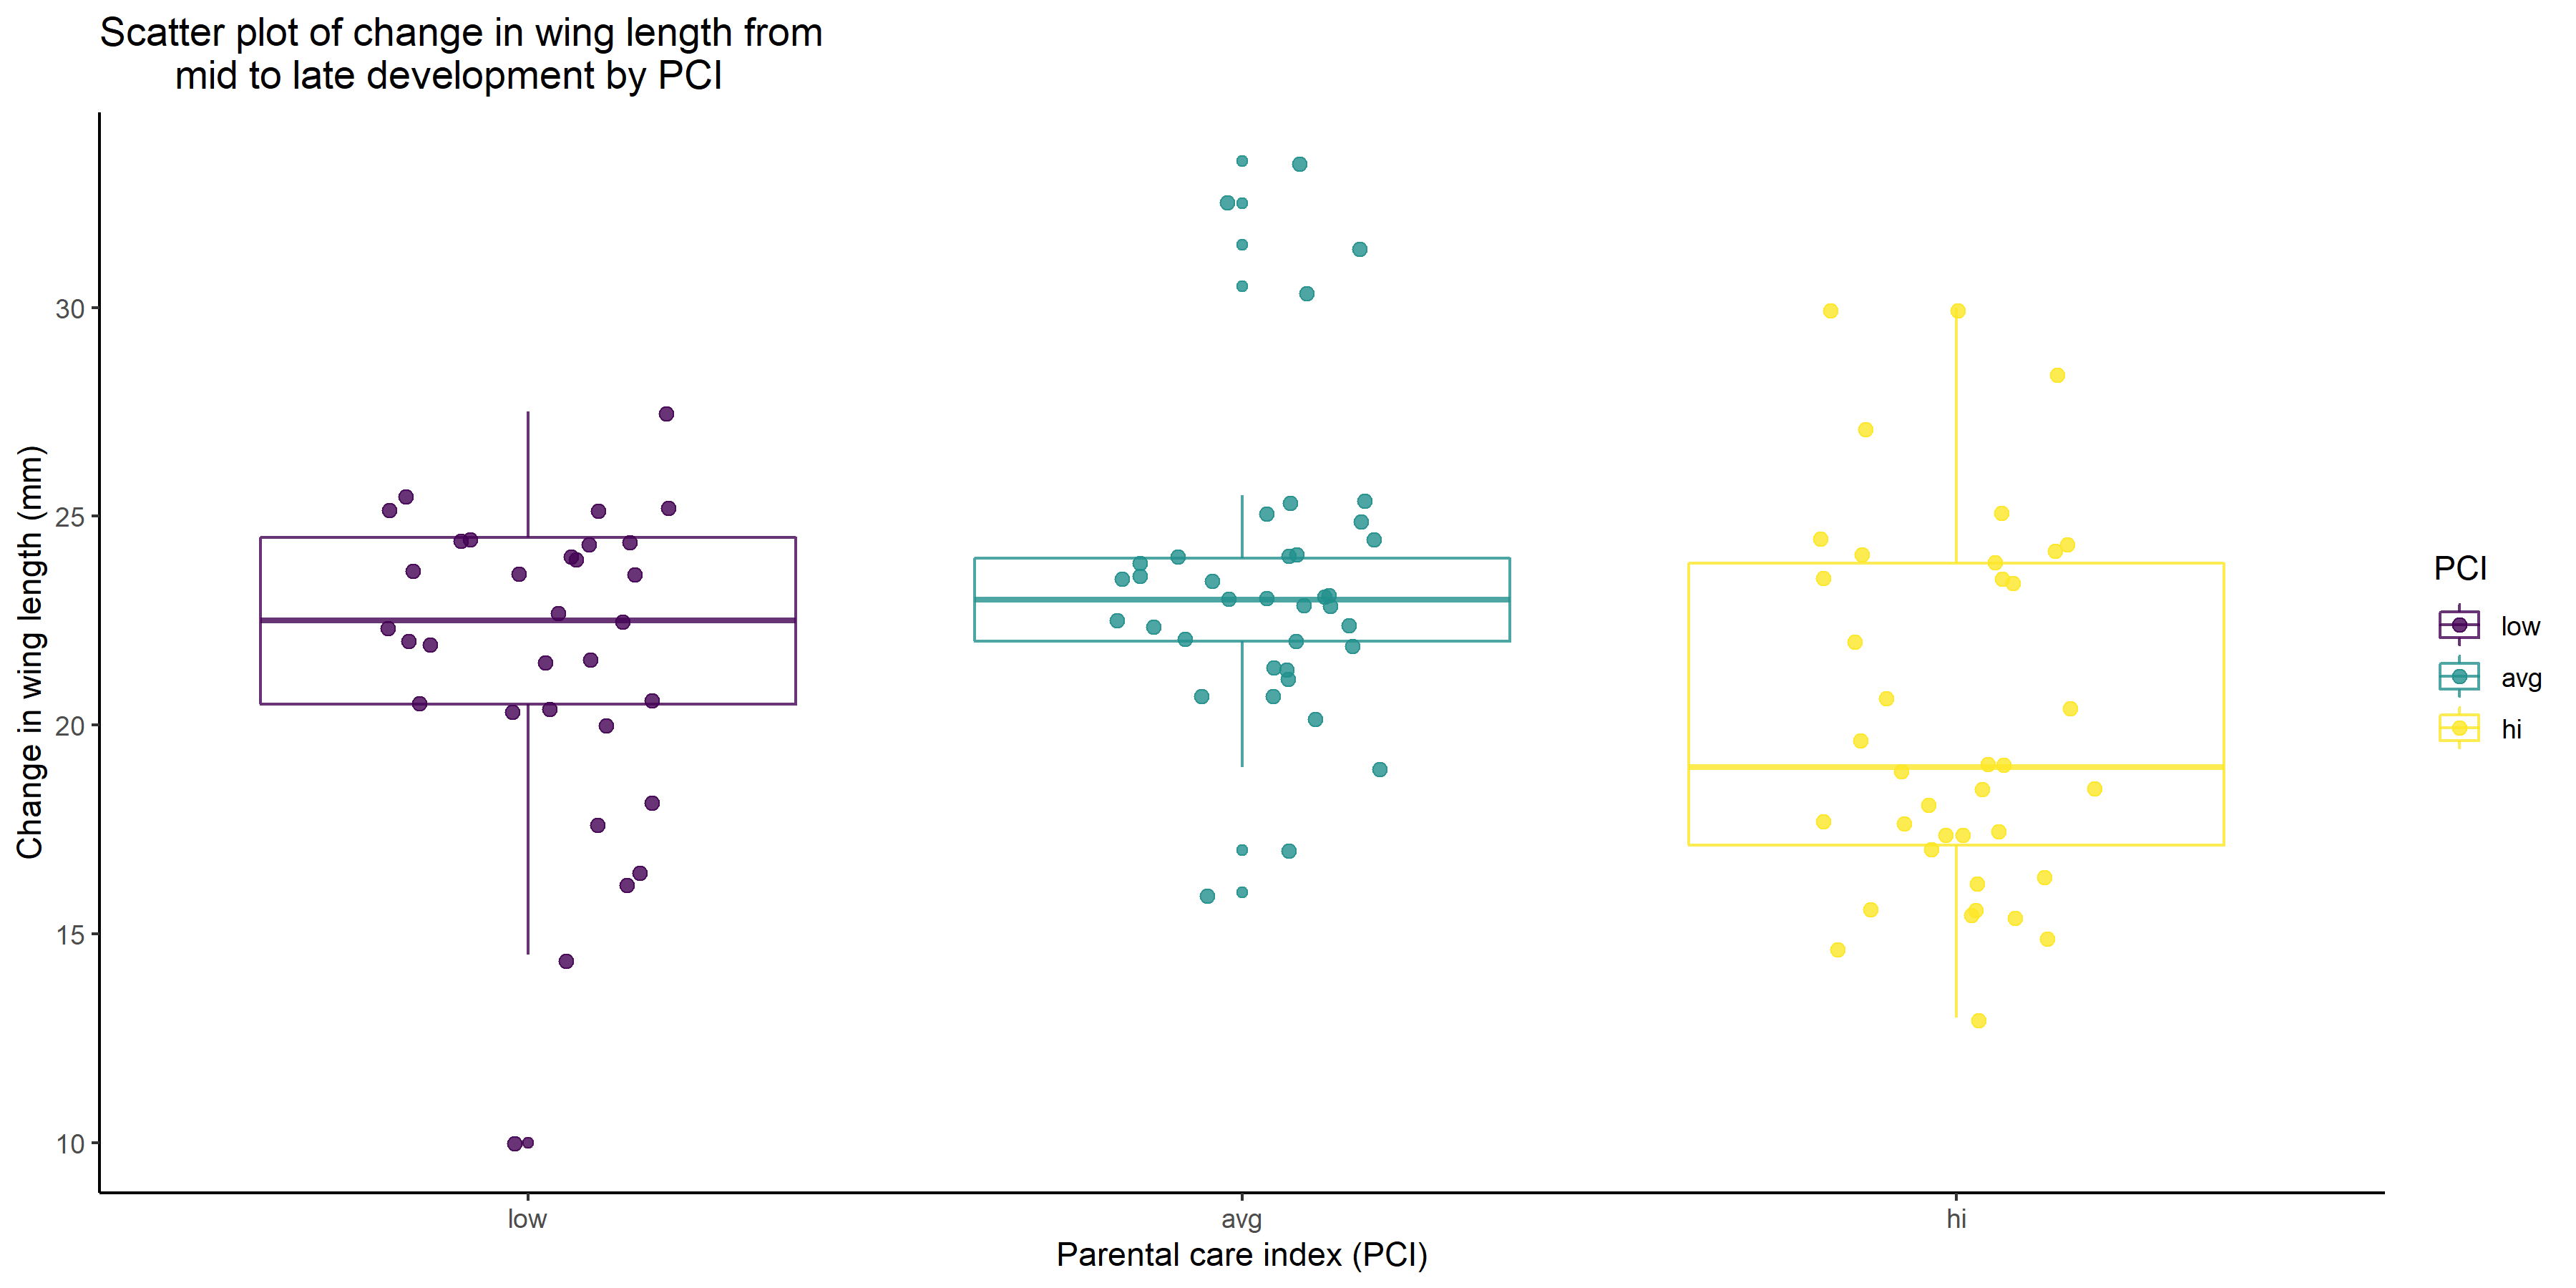 Scatter plot of change in wing length from
mid to late development by PCI
Change in wing length (mm)
30
25
20
15
10
low
avg
hi
Parental care index (PCI)
PCI
low
avg
hi